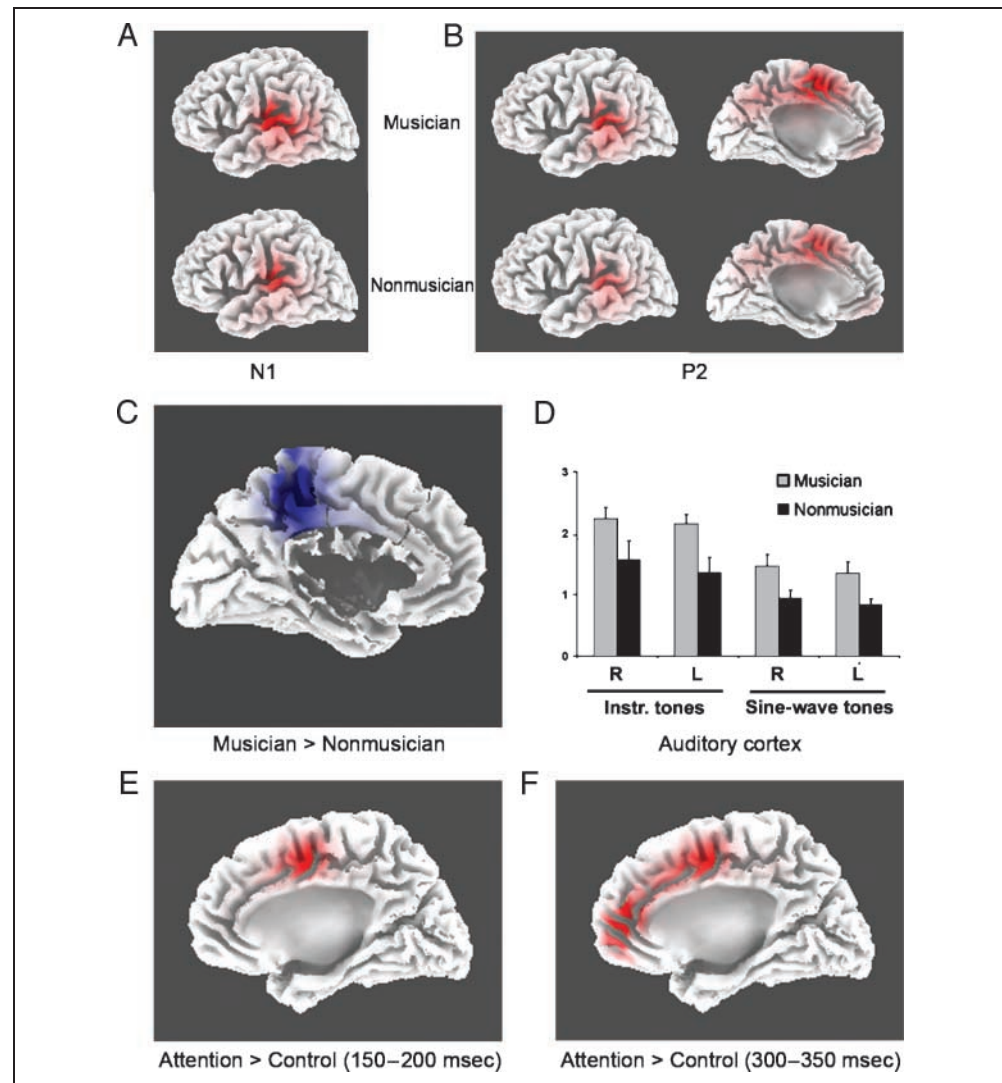 A
B
Musician
Nonmusician
N1
P2
C
D
3
Musician
Nonmusician
2
1
0
R L R L
Instr. tones Sine-wave tones
Musician > Nonmusician
Auditory cortex
E
F
Attention > Control (150–200 msec)
Attention > Control (300–350 msec)